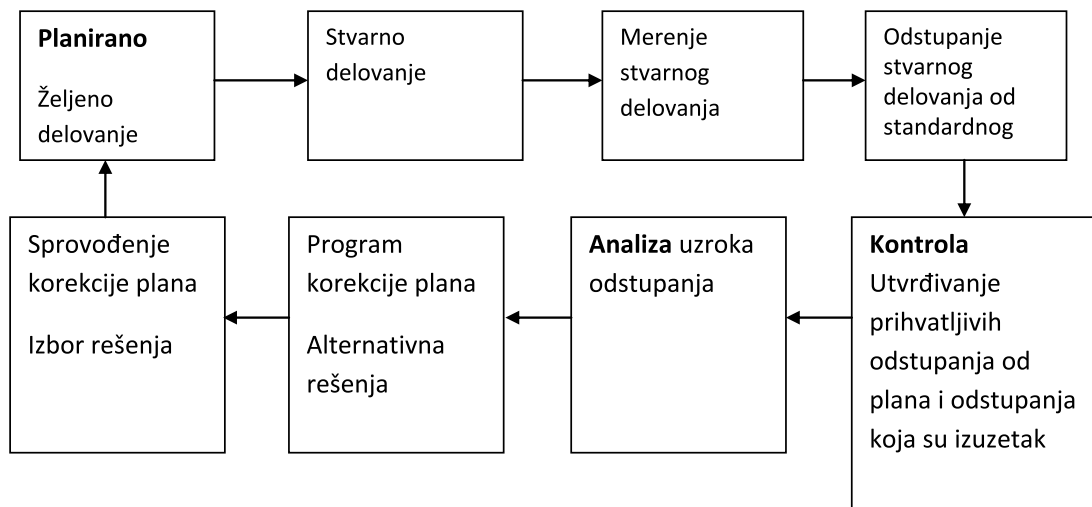 Planirano
Željeno
delovanje
Stvarno
delovanje
Merenje
stvarnog
delovanja
Odstupanje
stvarnog
delovanja od
standardnog
Kontrola
Utvrđivanje
prihvatljivih
odstupanja od
plana i odstupanja
koja su izuzetak
Analiza uzroka
odstupanja
Program
korekcije plana
Alternativna
rešenja
Sprovođenje
korekcije plana
Izbor rešenja